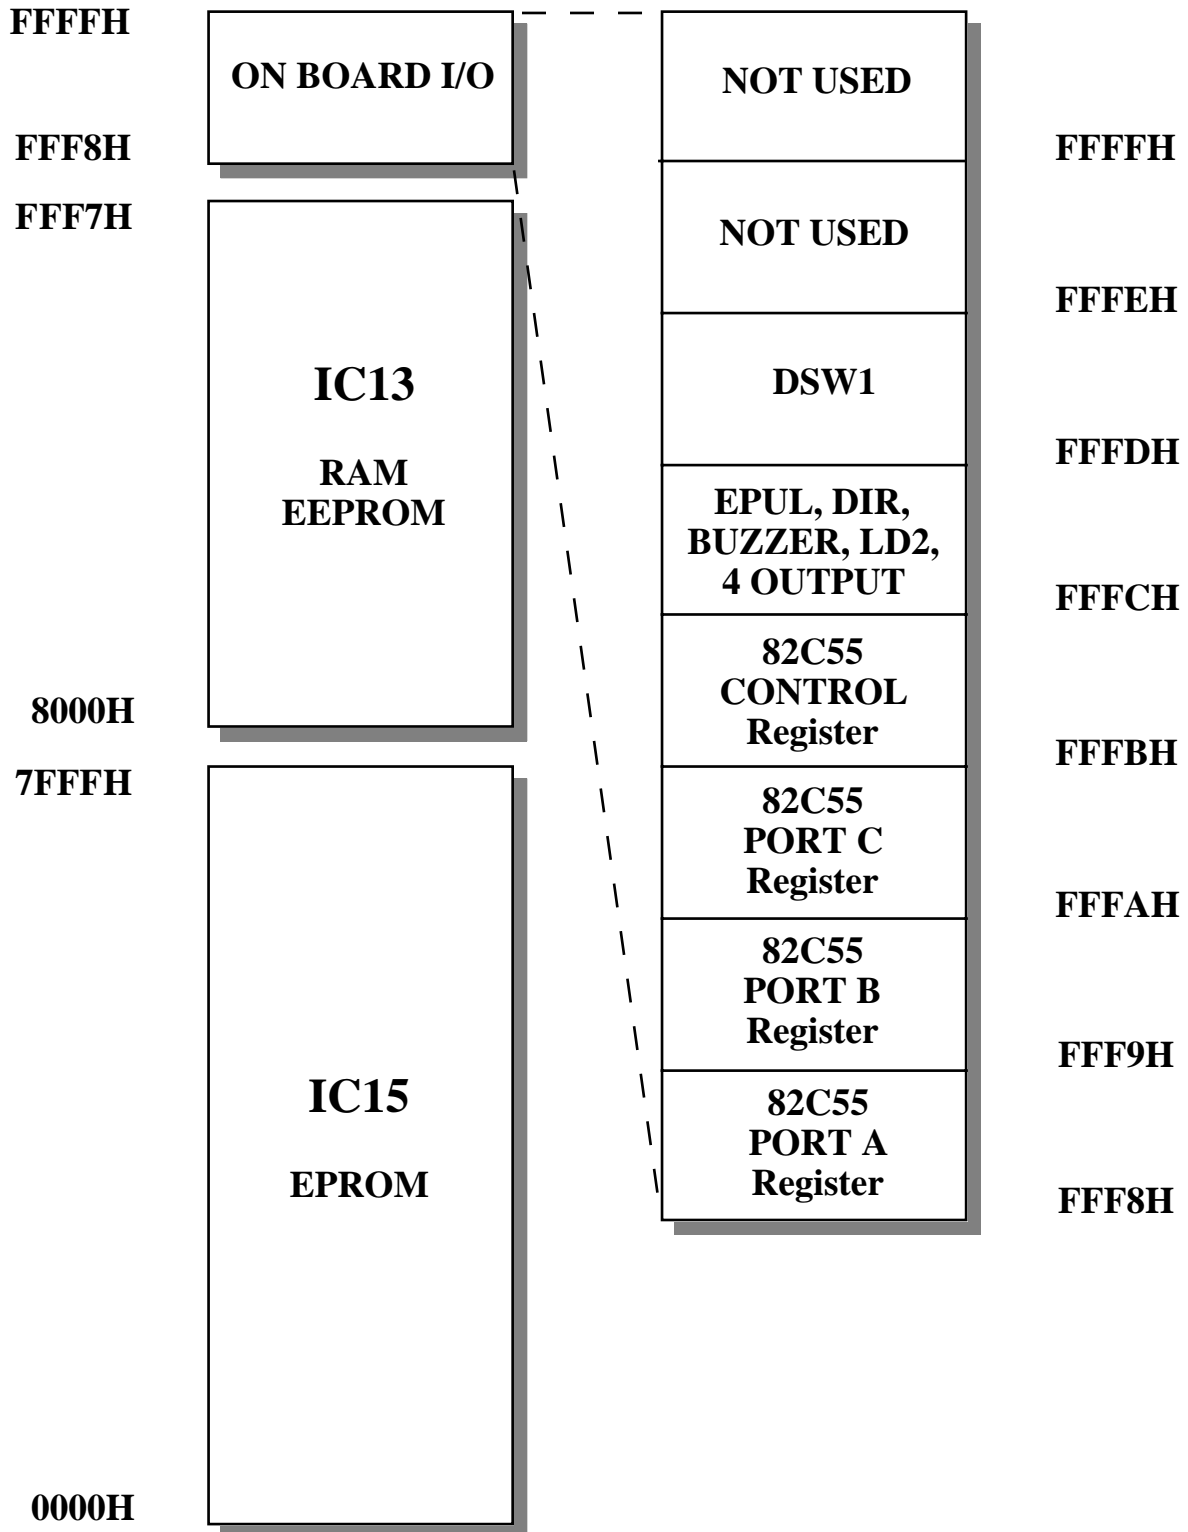 FFFFH
ON BOARD I/O
FFF8H
FFF7H
IC13
RAM
EEPROM
8000H
7FFFH
IC15
EPROM
0000H
NOT USED
FFFFH
NOT USED
FFFEH
DSW1
FFFDH
EPUL, DIR,
BUZZER, LD2,
4 OUTPUT
FFFCH
82C55
CONTROL
Register
FFFBH
82C55
PORT C
Register
FFFAH
82C55
PORT B
Register
FFF9H
82C55
PORT A
Register
FFF8H